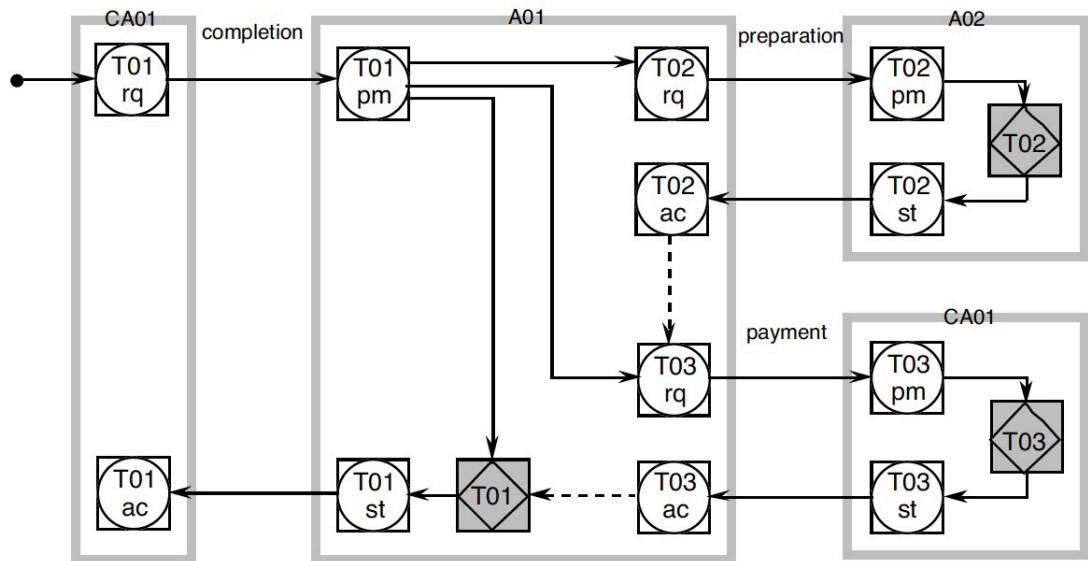 CA01
completion
A01
preparation
A02
T01
rq
T01
pm
T02
rq
T02
pm
T02
T02
ac
T02
st
payment
CA01
T03
rq
T03
pm
T03
T01
ac
T01
st
T01
T03
ac
T03
st